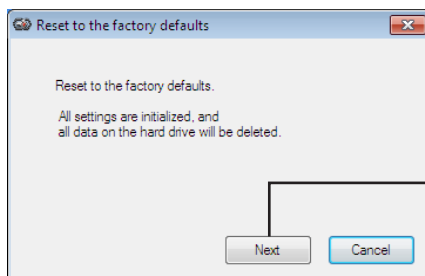 Reset to the factory defaults
Reset to the factory defaults.
All settings are initialized, and
all data on the hard drive will be deleted.
Next
Cancel